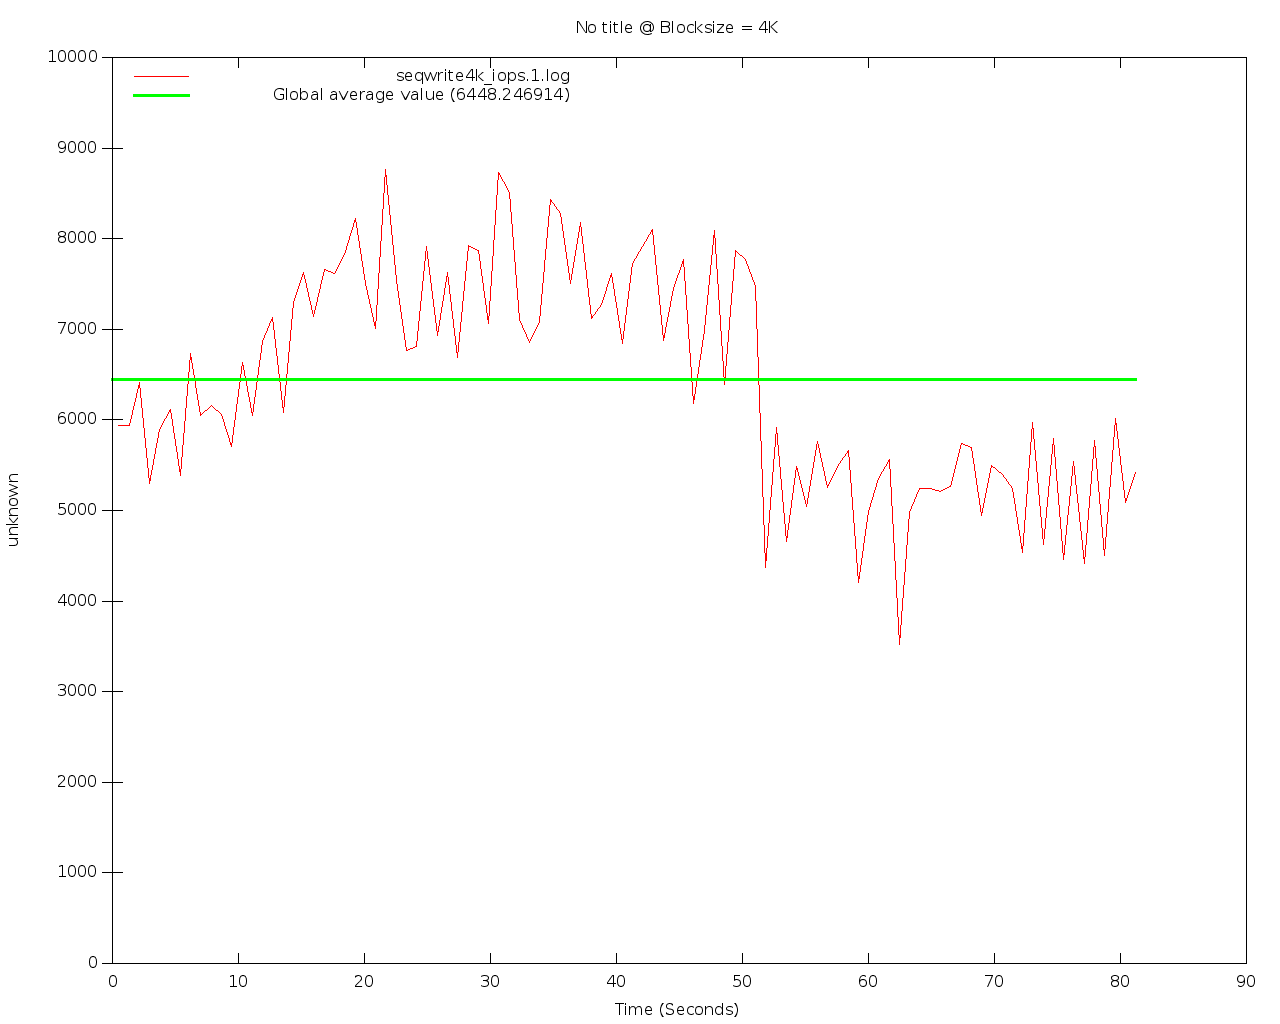 No title @ Blocksize = 4K
seqwrite4k_iops.1.log
Global average value (6448.246914)
10000
9000
8000
7000
6000
5000
4000
3000
2000
1000
0
unknown
0 10 20 30 40 50 60 70 80 90
Time (Seconds)